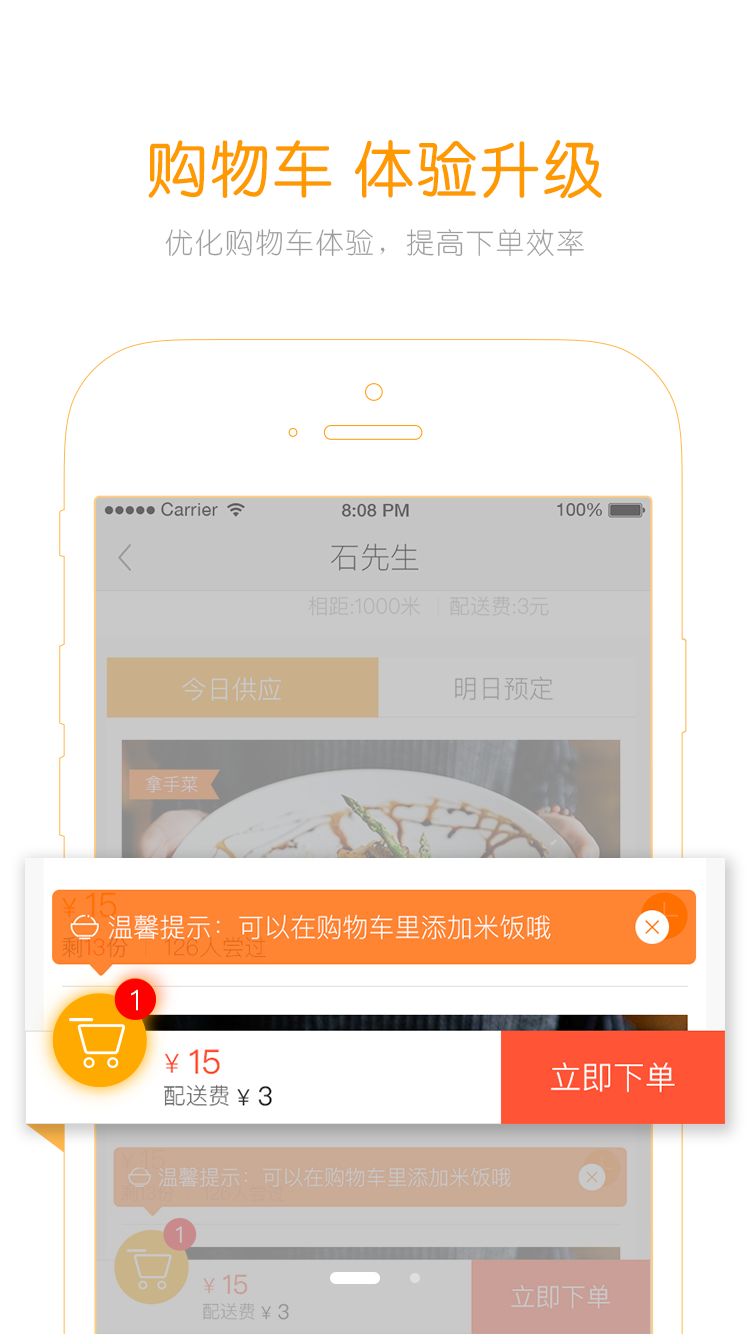 购物车 体验升级
优化购物车体验，提高下单效率
Carrier 8:08 PM 100%
石先生
相距:1000米 配送费:3元
今日供应 明日预定
拿手菜
¥ 15
温馨提示：可以在购物车里添加米饭哦
剩13份 126人尝过
1
¥ 15
配送费 ¥ 3
立即下单
¥ 15
温馨提示：可以在购物车里添加米饭哦
剩13份 126人尝过
1
¥ 15
配送费 ¥ 3
立即下单